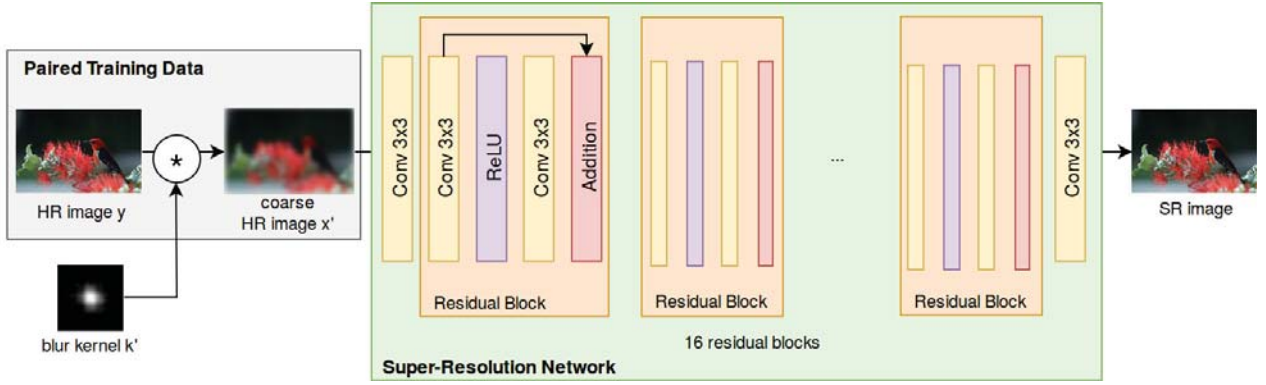 Paired Training Data
HR image y
*
coarse
HR image x'
blur kernel k'
Conv 3x3
Conv 3x3
ReLU
Conv 3x3
Addition
Residual Block
Residual Block
...
Residual Block
Conv 3x3
16 residual blocks
Super-Resolution Network
SR image